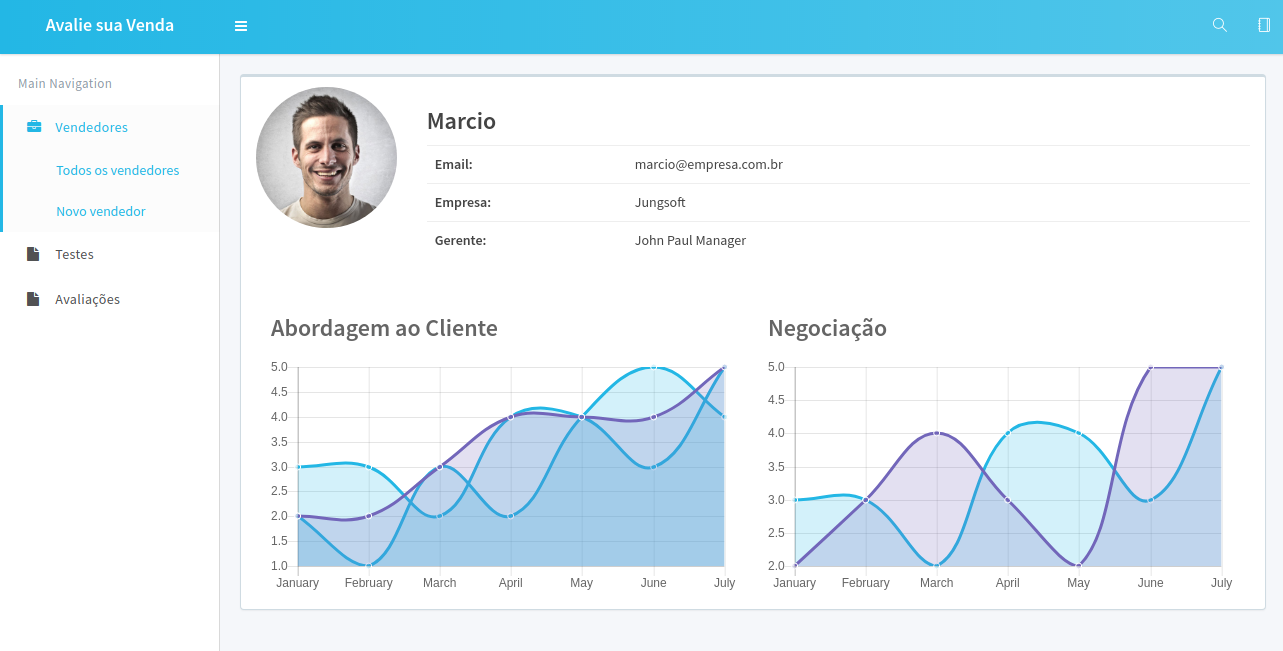 Avalie sua Venda
Main Navigation
Vendedores
Todos os vendedores
Novo vendedor
Testes
Avaliações
Marcio
Email: marcio@empresa.com.br
Empresa: Jungsoft
Gerente: John Paul Manager
Abordagem ao Cliente
5.0
4.5
4.0
3.5
3.0
2.5
2.0
1.5
1.0
January February March April May June July
Negociação
5.0
4.5
4.0
3.5
3.0
2.5
2.0
January February March April May June July